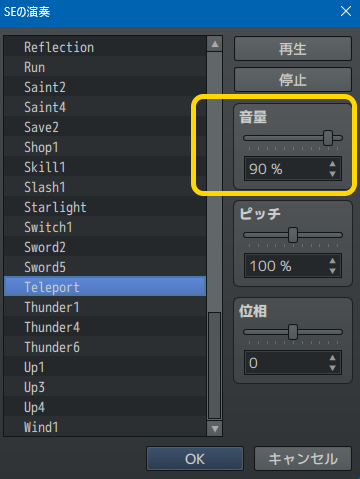 SEの演奏
Reflection
Run
Saint2
Saint4
Save2
Shop1
Skill1
Slash1
Starlight
Switch1
Sword2
Sword5
Teleport
Thunder1
Thunder4
Thunder6
Up1
Up3
Up4
Wind1
再生
停止
音量
90 %
ピッチ
100 %
位相
0
OK
キャンセル